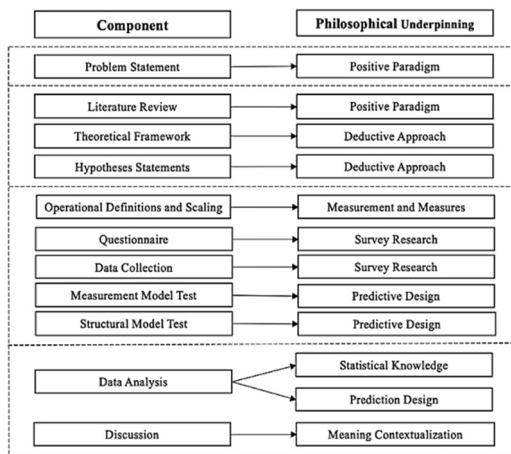 Component
Philosophical Underpinning
Problem Statement
Positive Paradigm
Literature Review
Positive Paradigm
Theoretical Framework
Deductive Approach
Hypotheses Statements
Deductive Approach
Operational Definitions and Scaling
Measurement and Measures
Questionnaire
Survey Research
Data Collection
Survey Research
Measurement Model Test
Predictive Design
Structural Model Test
Predictive Design
Data Analysis
Statistical Knowledge
Prediction Design
Discussion
Meaning Contextualization